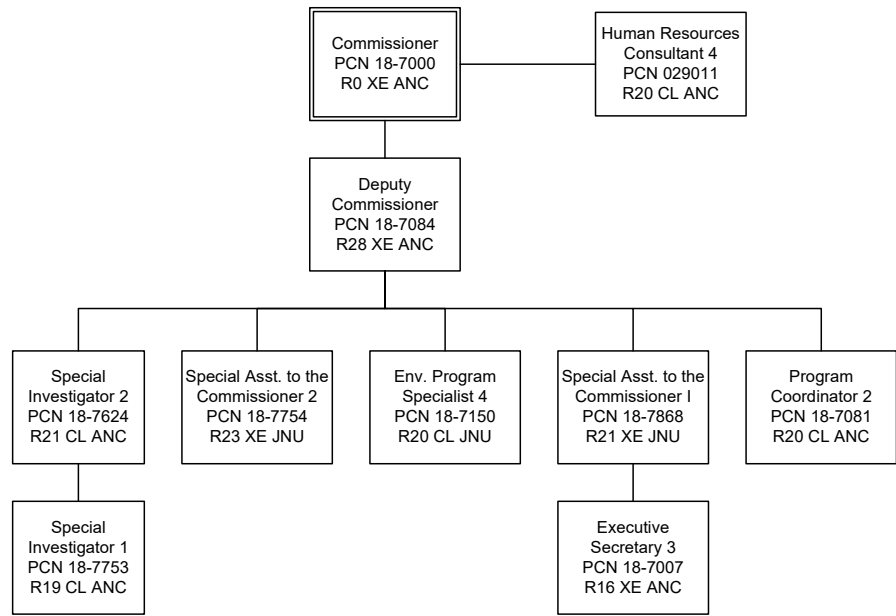 Commissioner
PCN 18-7000
R0 XE ANC
Human Resources
Consultant 4
PCN 029011
R20 CL ANC
Deputy
Commissioner
PCN 18-7084
R28 XE ANC
Special
Investigator 2
PCN 18-7624
R21 CL ANC
Special Asst. to the
Commissioner 2
PCN 18-7754
R23 XE JNU
Env. Program
Specialist 4
PCN 18-7150
R20 CL JNU
Special Asst. to the
Commissioner I
PCN 18-7868
R21 XE JNU
Program
Coordinator 2
PCN 18-7081
R20 CL ANC
Special
Investigator 1
PCN 18-7753
R19 CL ANC
Executive
Secretary 3
PCN 18-7007
R16 XE ANC